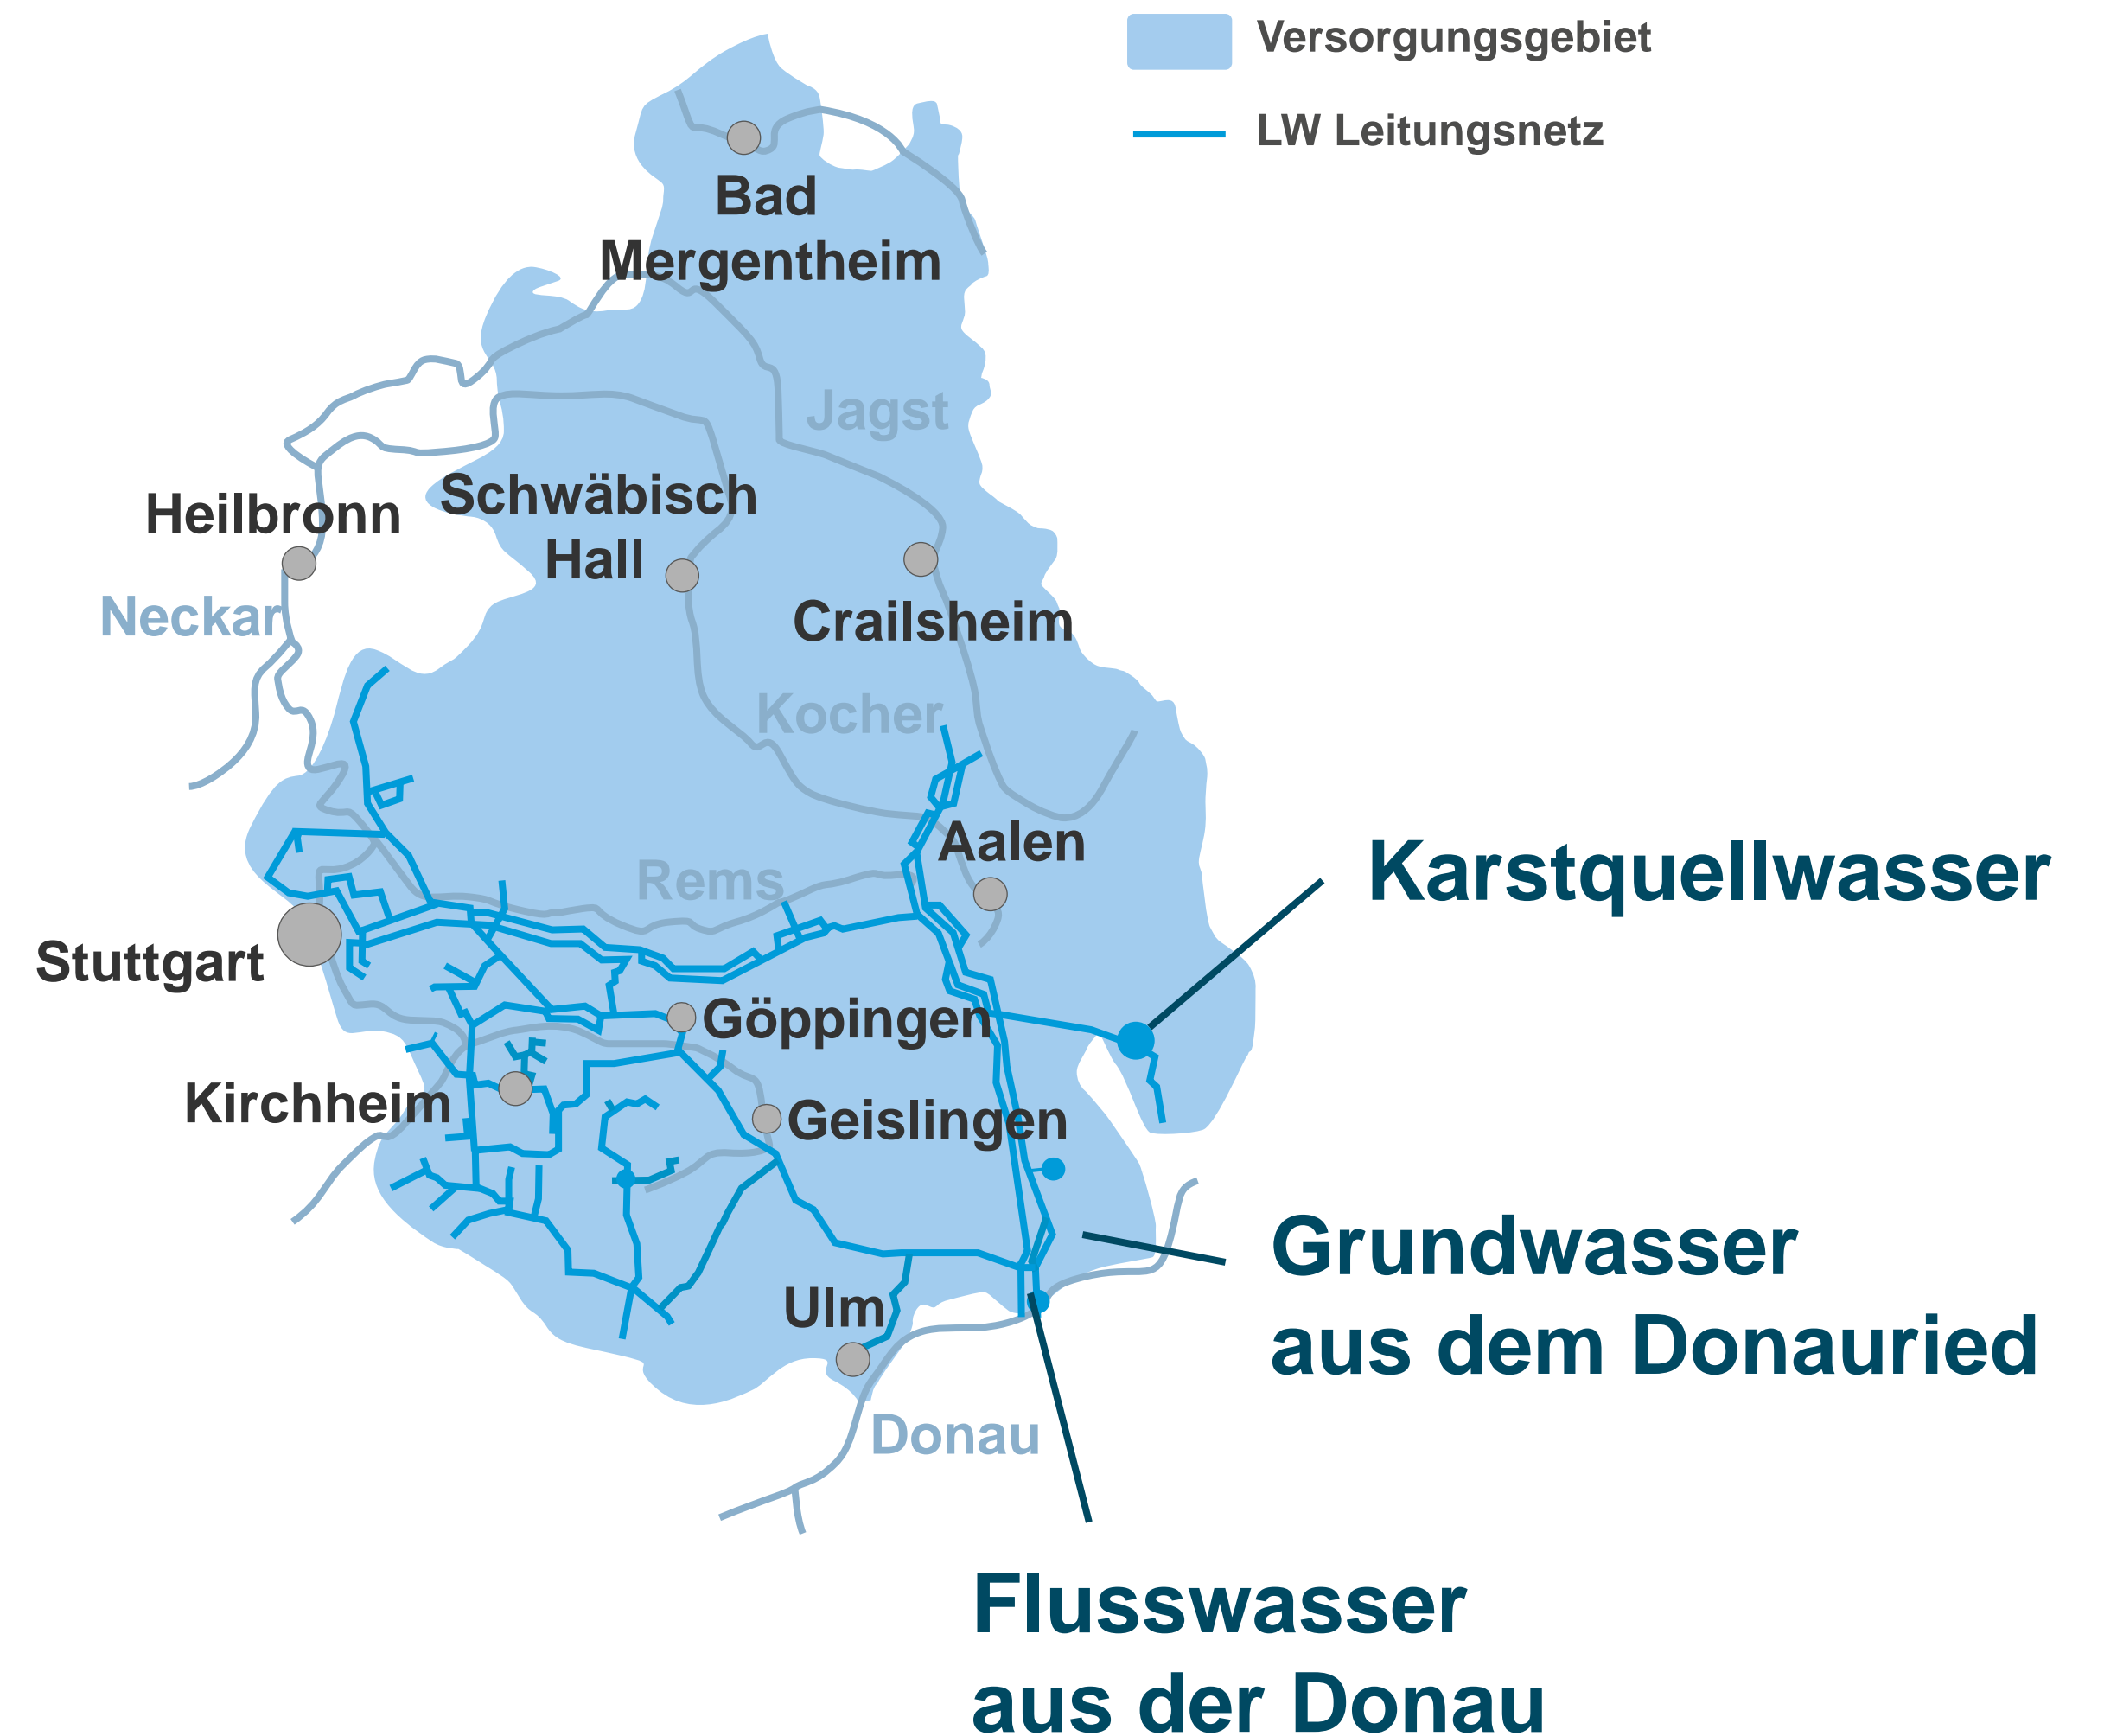 Versorgungsgebiet
LW Leitungsnetz
Bad
Mergentheim
Jagst
Schwäbisch
Hall
Heilbronn
Neckar
Crailsheim
Kocher
Aalen
Rems
Karstquellwasser
Stuttgart
Göppingen
Kirchheim
Geislingen
Grundwasser
aus dem Donauried
Ulm
Donau
Flusswasser
aus der Donau